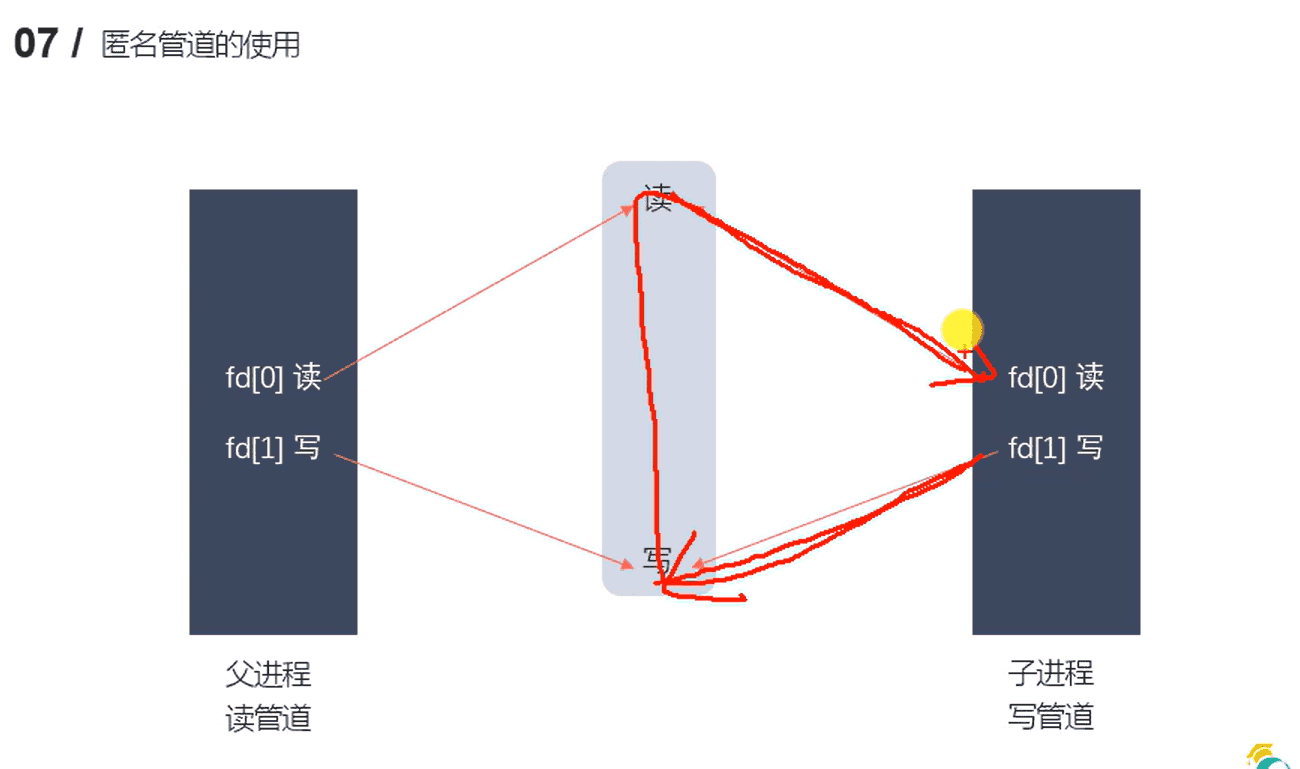 07 / 匿名管道的使用
读
fd[0] 读
fd[1] 写
写
fd[0] 读
fd[1] 写
父进程
读管道
子进程
写管道